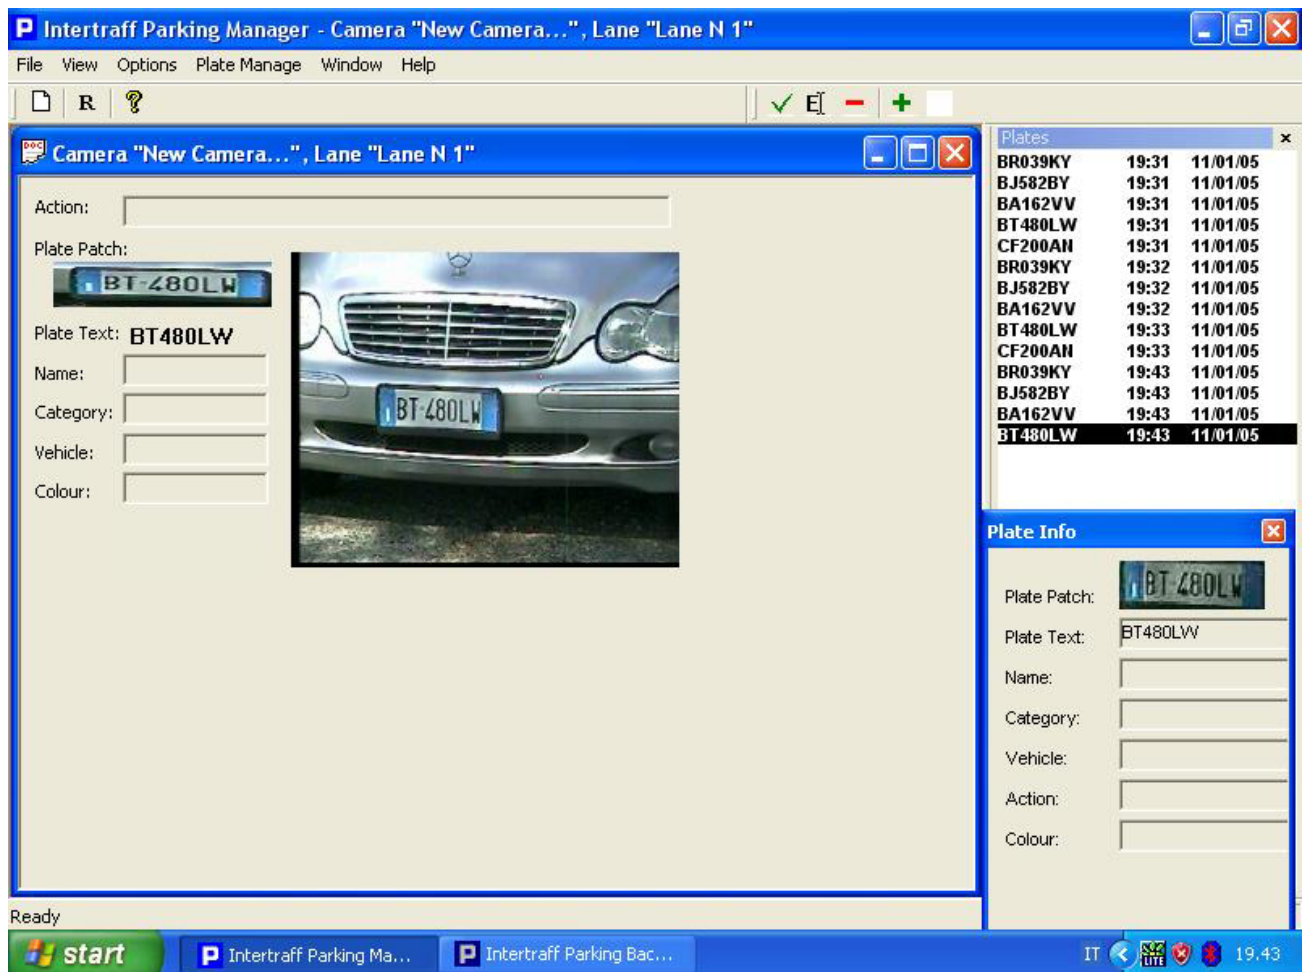 P Intertraff Parking Manager - Camera "New Camera...", Lane "Lane N 1"
File View Options Plate Manage Window Help
R ? E
Camera "New Camera...", Lane "Lane N 1"
Action:
Plate Patch:
BT-480LW
Plate Text: BT480LW
Name:
Category:
Vehicle:
Colour:
BT-480LW
Plates
BR039KY 19:31 11/01/05
BJ582BY 19:31 11/01/05
BA162VV 19:31 11/01/05
BT480LW 19:31 11/01/05
CF200AN 19:31 11/01/05
BR039KY 19:32 11/01/05
BJ582BY 19:32 11/01/05
BA162VV 19:32 11/01/05
BT480LW 19:33 11/01/05
CF200AN 19:33 11/01/05
BR039KY 19:43 11/01/05
BJ582BY 19:43 11/01/05
BA162VV 19:43 11/01/05
BT480LW 19:43 11/01/05
Plate Info
Plate Patch: BT 480LW
Plate Text: BT480LW
Name:
Category:
Vehicle:
Action:
Colour:
Ready
start P Intertraff Parking Ma... P Intertraff Parking Bac... IT LITE 19.43